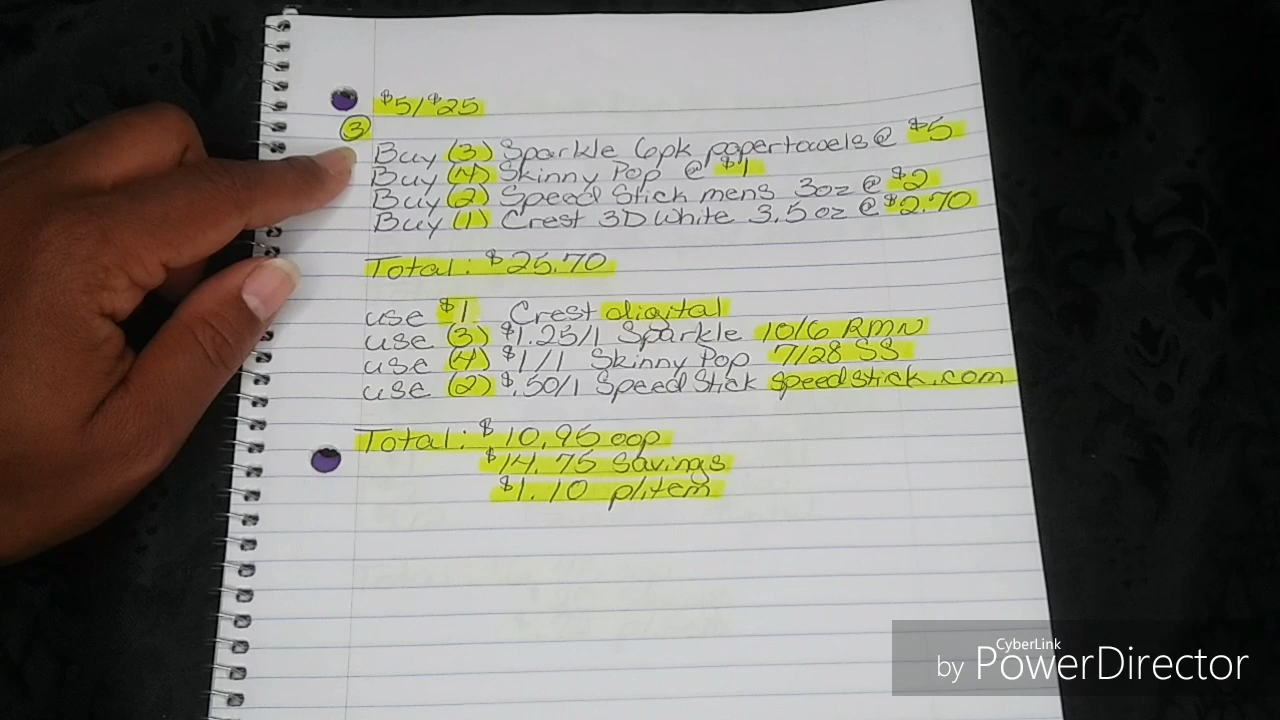 $5/$25
3
Buy (3) Sparkle 6pk papertowels @ $5
Buy (4) Skinny Pop @ $1
Buy (2) Speed Stick mens 3oz @ $2
Buy (1) Crest 3D White 3.5 oz @ $2.70
Total: $25.70
use $1 Crest digital
use (3) $1.25/1 Sparkle 10/6 RMN
use (4) $1/1 Skinny Pop 7/28 SS
use (2) $.50/1 Speed Stick speedstick.com
Total: $10.95 oop
$14.75 savings
$1.10 p/item
CyberLink
by PowerDirector